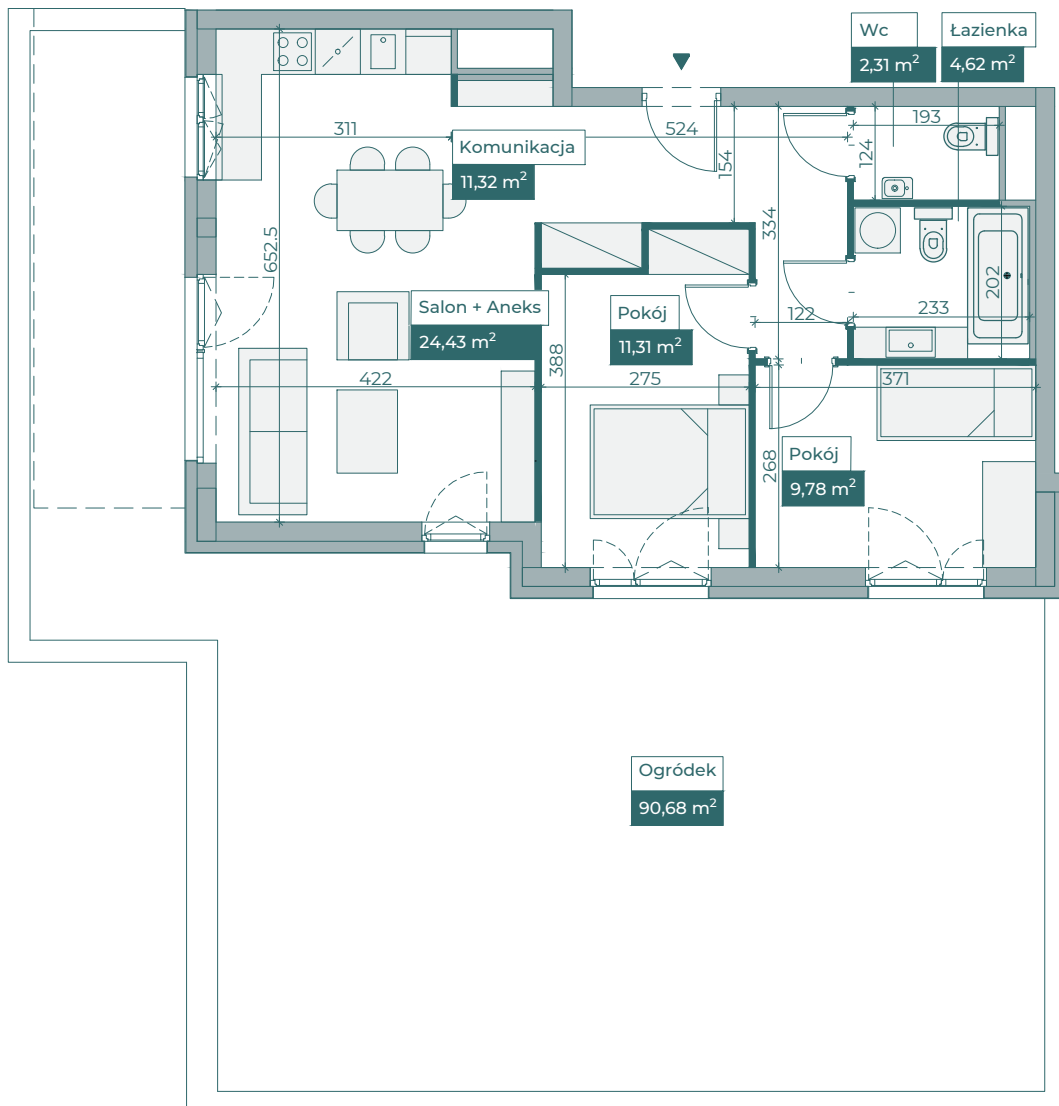 Wc
2,31 m²
Łazienka
4,62 m²
311
524
193
124
154
334
Komunikacja
11,32 m²
652.5
202
233
122
Salon + Aneks
24,43 m²
Pokój
11,31 m²
388
422
275
371
268
Pokój
9,78 m²
Ogródek
90,68 m²